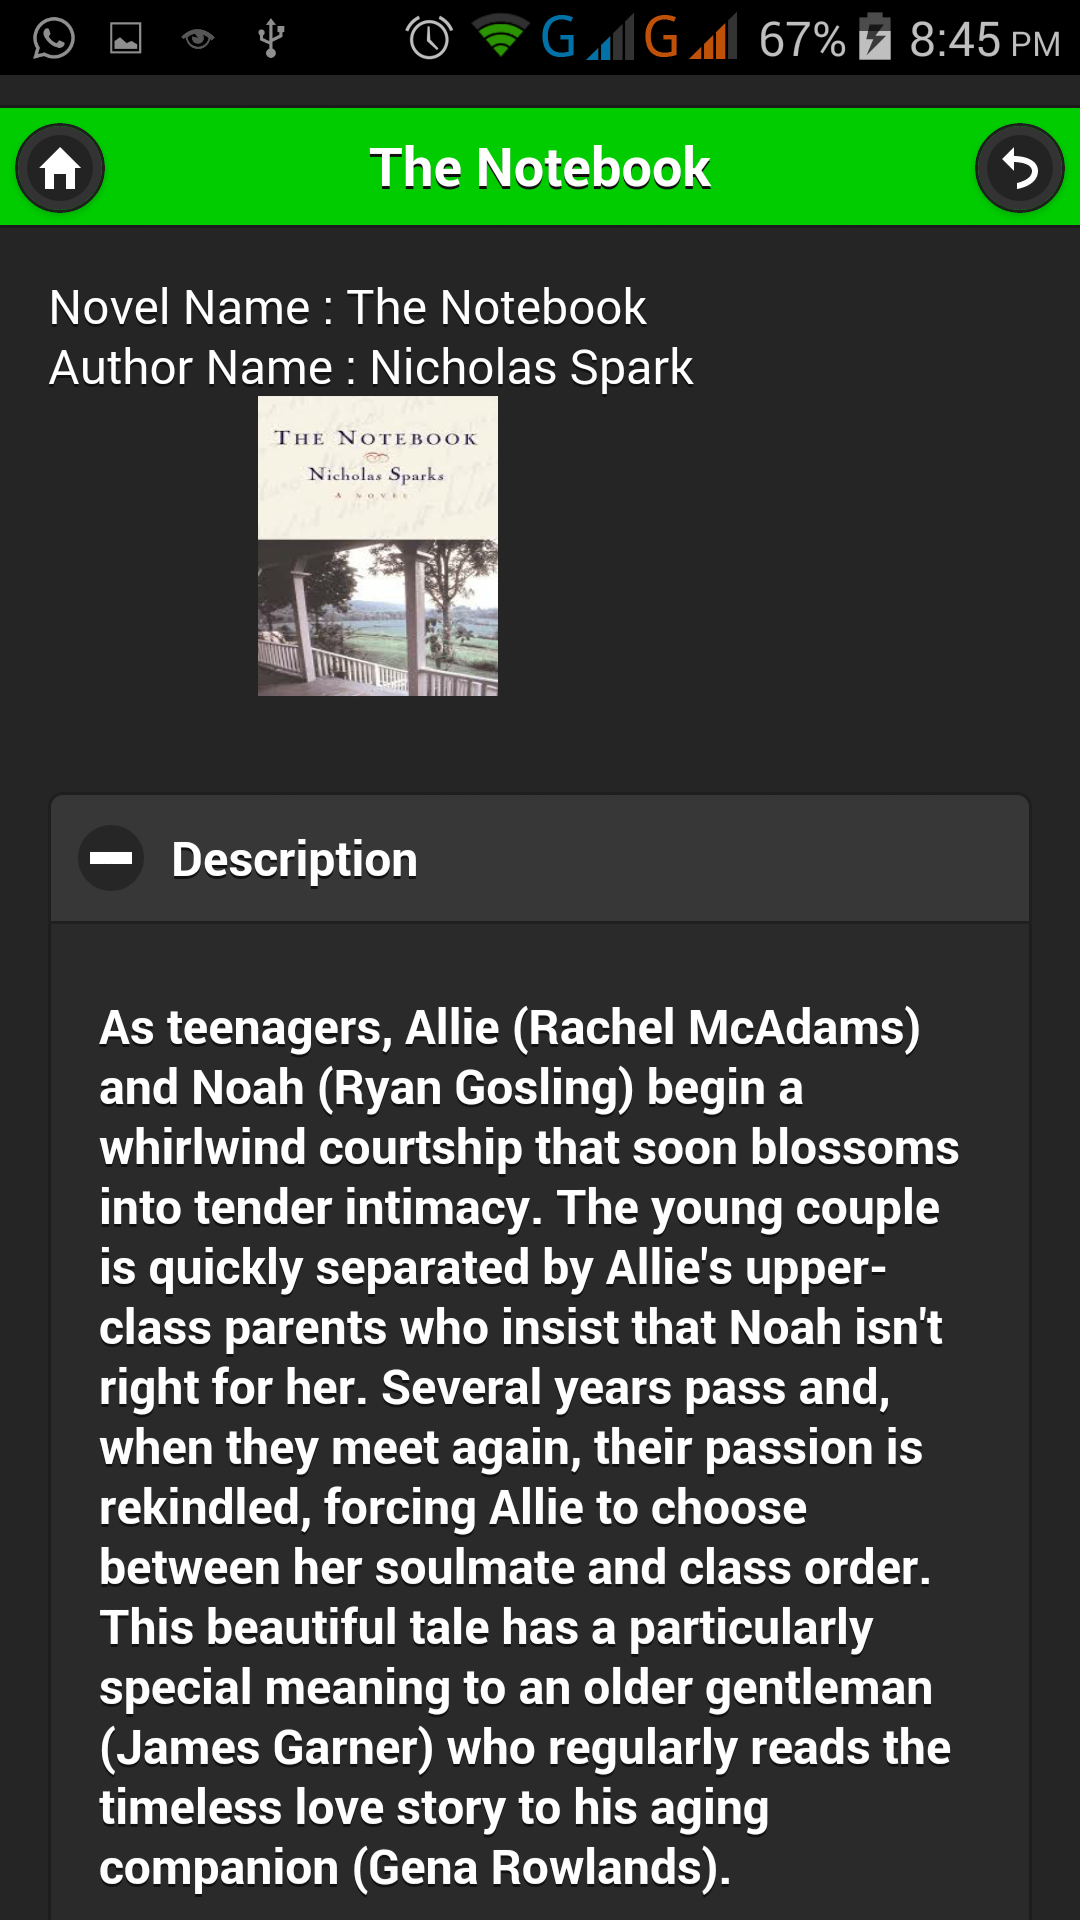 G G 67% 8:45 PM
The Notebook
Novel Name : The Notebook
Author Name : Nicholas Spark
THE NOTEBOOK
Nicholas Sparks
A NOVEL
Description
As teenagers, Allie (Rachel McAdams)
and Noah (Ryan Gosling) begin a
whirlwind courtship that soon blossoms
into tender intimacy. The young couple
is quickly separated by Allie's upper-
class parents who insist that Noah isn't
right for her. Several years pass and,
when they meet again, their passion is
rekindled, forcing Allie to choose
between her soulmate and class order.
This beautiful tale has a particularly
special meaning to an older gentleman
(James Garner) who regularly reads the
timeless love story to his aging
companion (Gena Rowlands).